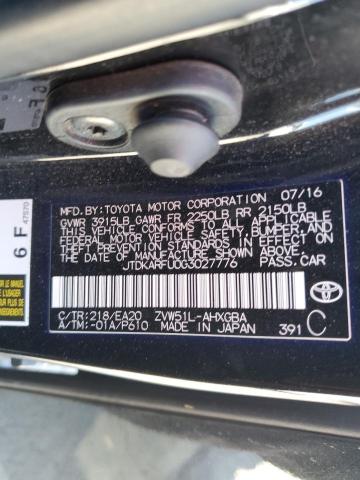 MFD.BY:TOYOTA MOTOR CORPORATION 07/16
GVWR 3915LB GAWR FR 2250LB RR 2150LB
THIS VEHICLE CONFORMS TO ALL APPLICABLE
FEDERAL MOTOR VEHICLE SAFETY, BUMPER, AND
THEFT PREVENTION STANDARDS IN EFFECT ON
THE DATE OF MANUFACTURE SHOWN ABOVE.
JTDKARFU0G3027776 PASS.CAR
C/TR:218/EA20 ZVW51L-AHXGBA
A/TM:-01A/P610 MADE IN JAPAN 391 C
TOYOTA
6 F
47570